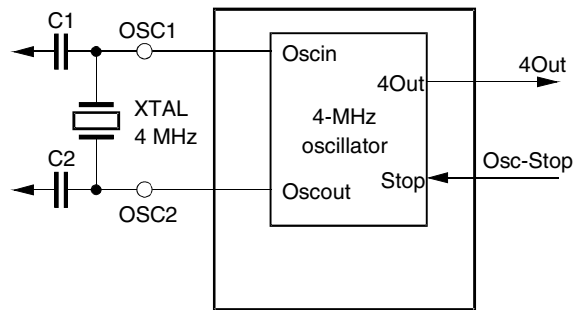 C1
OSC1
Oscin
4Out
4Out
XTAL
4 MHz
4-MHz
oscillator
C2
Osc-Stop
Stop
Oscout
OSC2